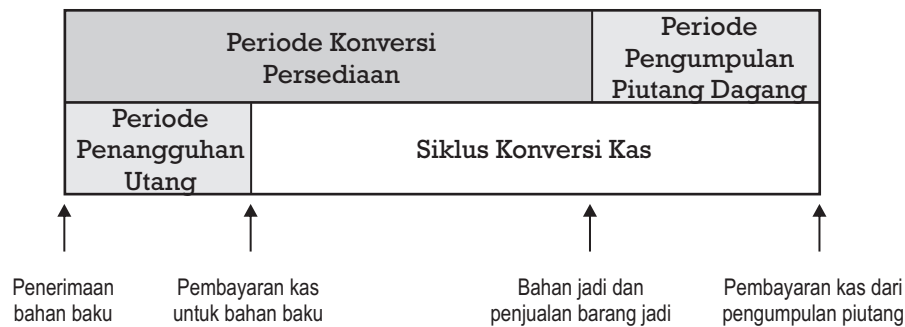 Periode Konversi
Persediaan
Periode
Pengumpulan
Piutang Dagang
Periode
Penangguhan
Utang
Siklus Konversi Kas
Penerimaan
bahan baku
Pembayaran kas
untuk bahan baku
Bahan jadi dan
penjualan barang jadi
Pembayaran kas dari
pengumpulan piutang